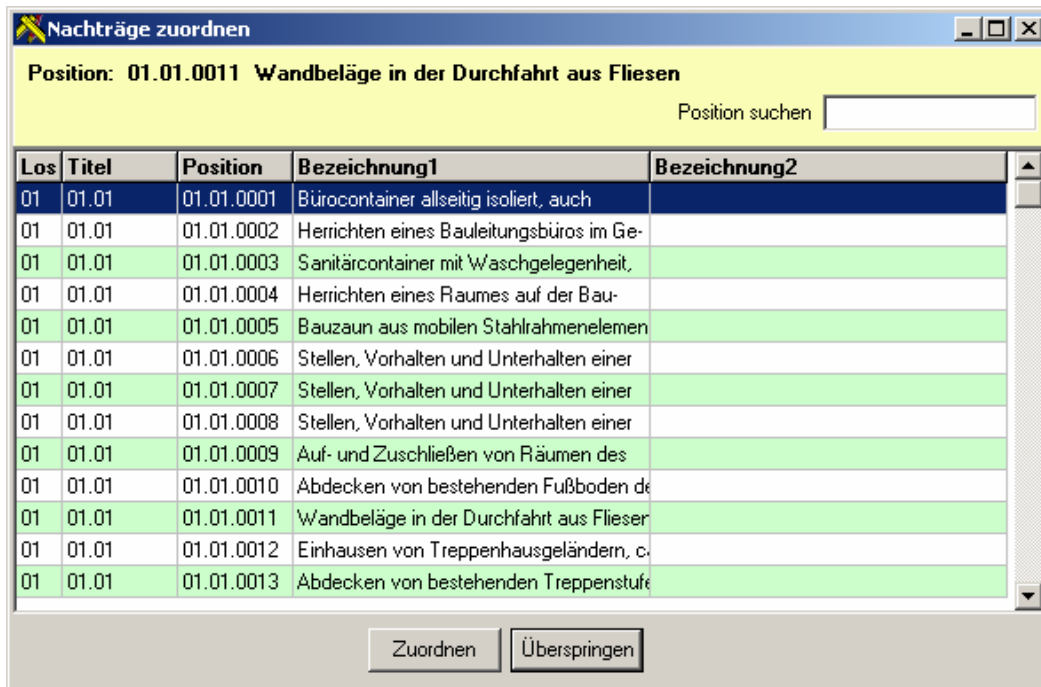 Nachträge zuordnen
Position: 01.01.0011 Wandbeläge in der Durchfahrt aus Fliesen
Position suchen
Los Titel Position Bezeichnung1 Bezeichnung2
01 01.01 01.01.0001 Bürocontainer allseitig isoliert, auch
01 01.01 01.01.0002 Herrichten eines Bauleitungsbüros im Ge-
01 01.01 01.01.0003 Sanitärcontainer mit Waschgelegenheit,
01 01.01 01.01.0004 Herrichten eines Raumes auf der Bau-
01 01.01 01.01.0005 Bauzaun aus mobilen Stahlrahmenelemen
01 01.01 01.01.0006 Stellen, Vorhalten und Unterhalten einer
01 01.01 01.01.0007 Stellen, Vorhalten und Unterhalten einer
01 01.01 01.01.0008 Stellen, Vorhalten und Unterhalten einer
01 01.01 01.01.0009 Auf- und Zuschließen von Räumen des
01 01.01 01.01.0010 Abdecken von bestehenden Fußboden de
01 01.01 01.01.0011 Wandbeläge in der Durchfahrt aus Fliesen
01 01.01 01.01.0012 Einhausen von Treppenhausgeländern, c
01 01.01 01.01.0013 Abdecken von bestehenden Treppenstufe
Zuordnen Überspringen